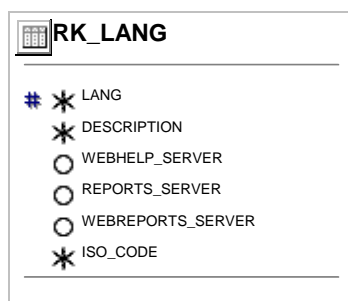 RK_LANG
# * LANG
* DESCRIPTION
O WEBHELP_SERVER
O REPORTS_SERVER
O WEBREPORTS_SERVER
* ISO_CODE